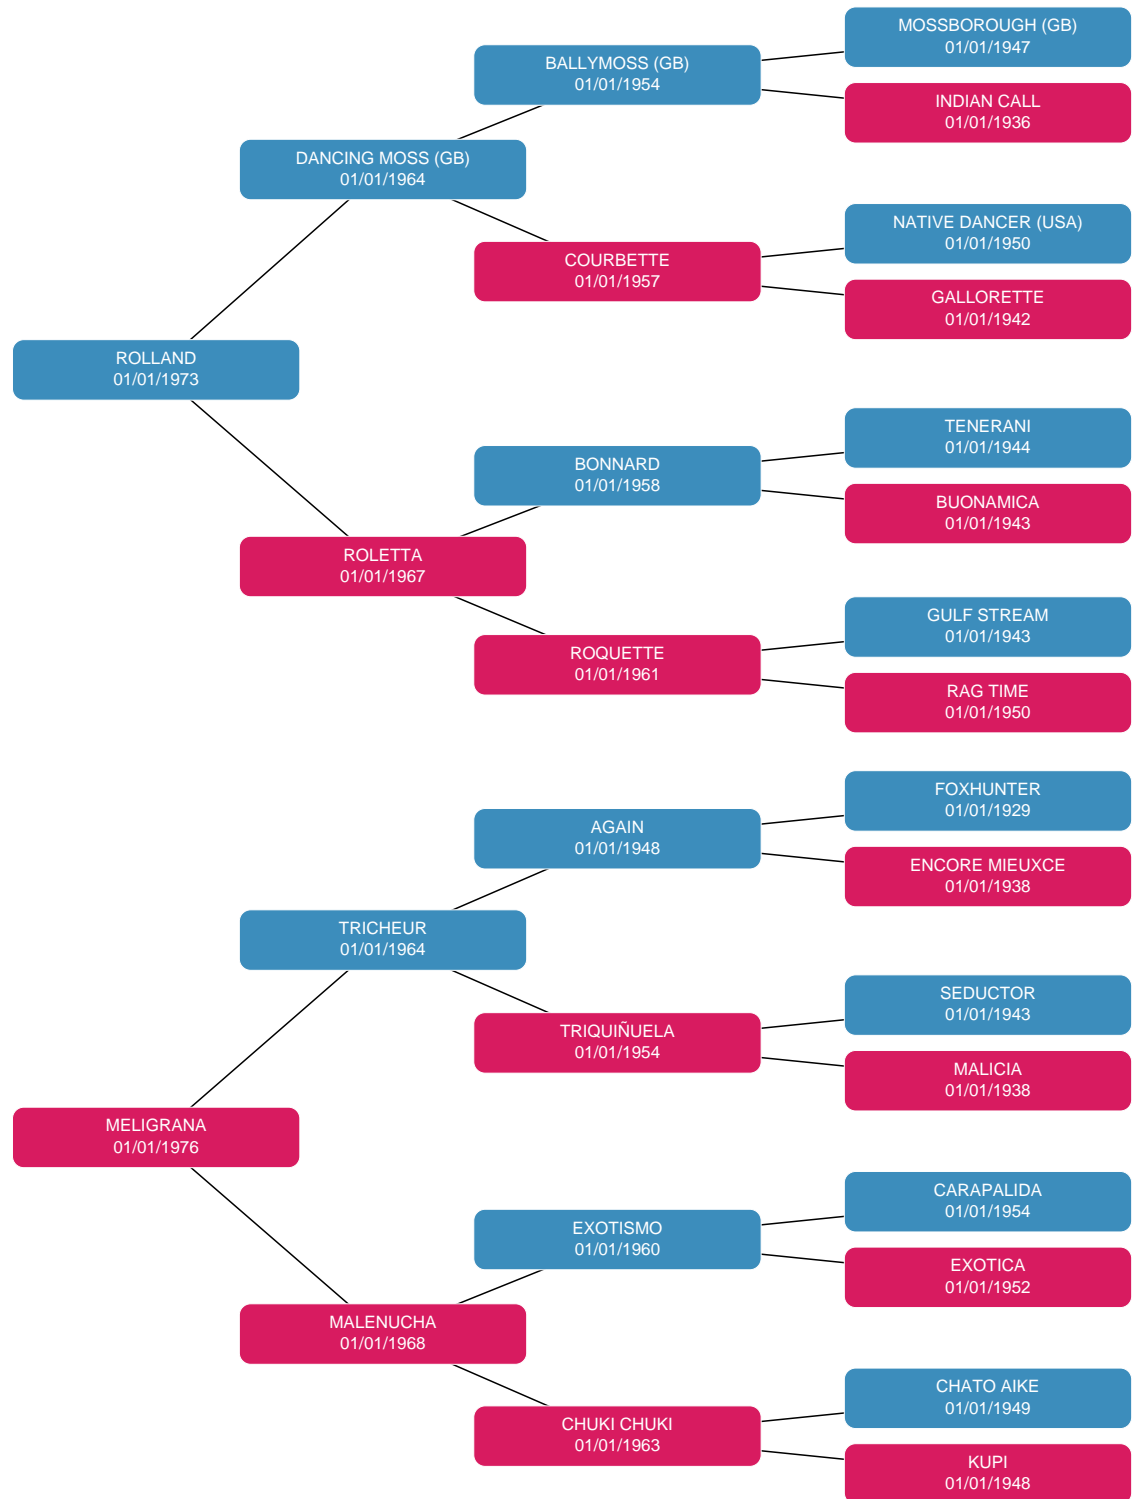 MOSSBOROUGH (GB)
01/01/1947
BALLYMOSS (GB)
01/01/1954
INDIAN CALL
01/01/1936
DANCING MOSS (GB)
01/01/1964
NATIVE DANCER (USA)
01/01/1950
COURBETTE
01/01/1957
GALLORETTE
01/01/1942
ROLLAND
01/01/1973
TENERANI
01/01/1944
BONNARD
01/01/1958
BUONAMICA
01/01/1943
ROLETTA
01/01/1967
GULF STREAM
01/01/1943
ROQUETTE
01/01/1961
RAG TIME
01/01/1950
FOXHUNTER
01/01/1929
AGAIN
01/01/1948
ENCORE MIEUXCE
01/01/1938
TRICHEUR
01/01/1964
SEDUCTOR
01/01/1943
TRIQUIÑUELA
01/01/1954
MALICIA
01/01/1938
MELIGRANA
01/01/1976
CARAPALIDA
01/01/1954
EXOTISMO
01/01/1960
EXOTICA
01/01/1952
MALENUCHA
01/01/1968
CHATO AIKE
01/01/1949
CHUKI CHUKI
01/01/1963
KUPI
01/01/1948